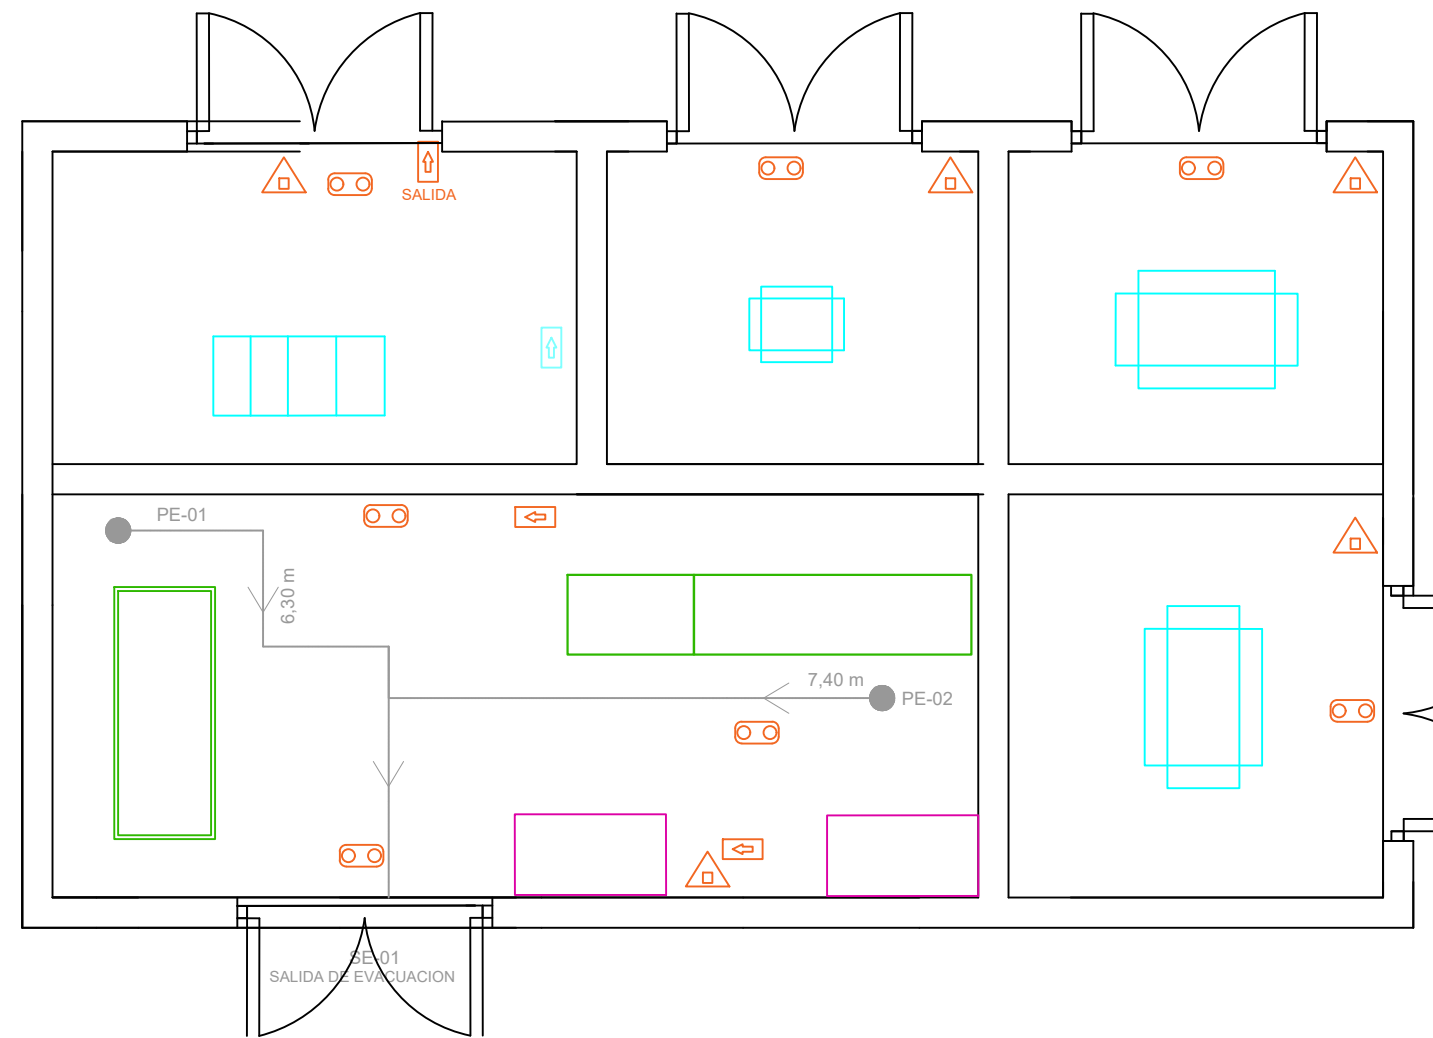 SALIDA
PE-01
6,30 m
7,40 m
PE-02
SE-01
SALIDA DE EVACUACION